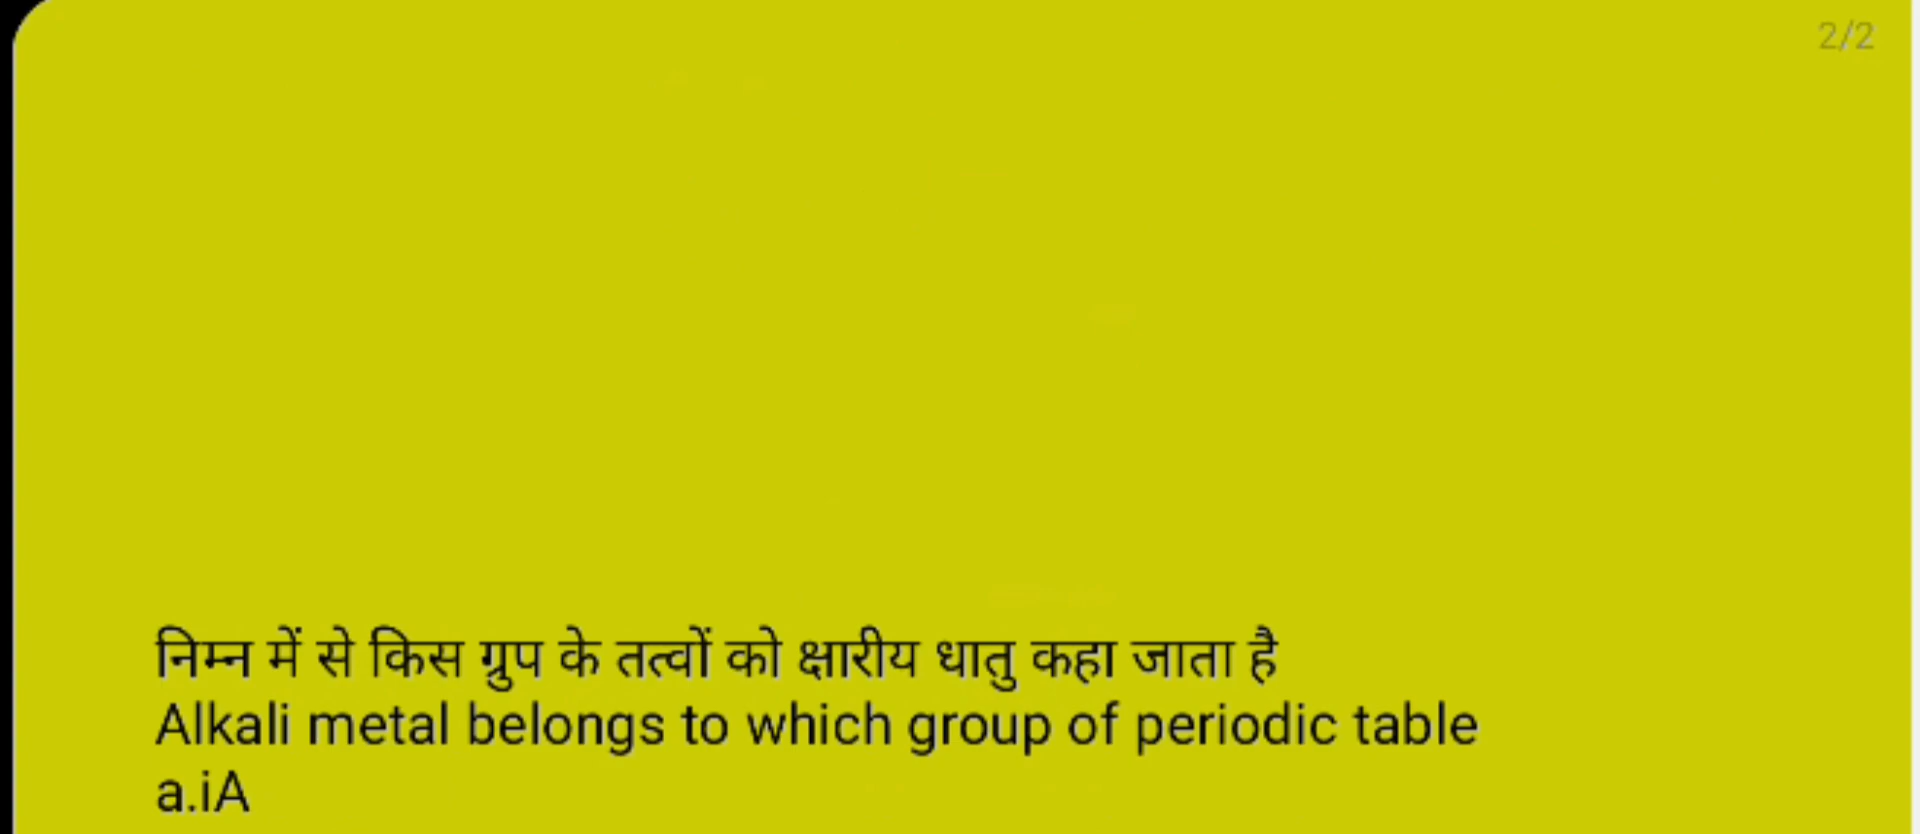 2/2
निम्न में से किस ग्रुप के तत्वों को क्षारीय धातु कहा जाता है
Alkali metal belongs to which group of periodic table
a.iA